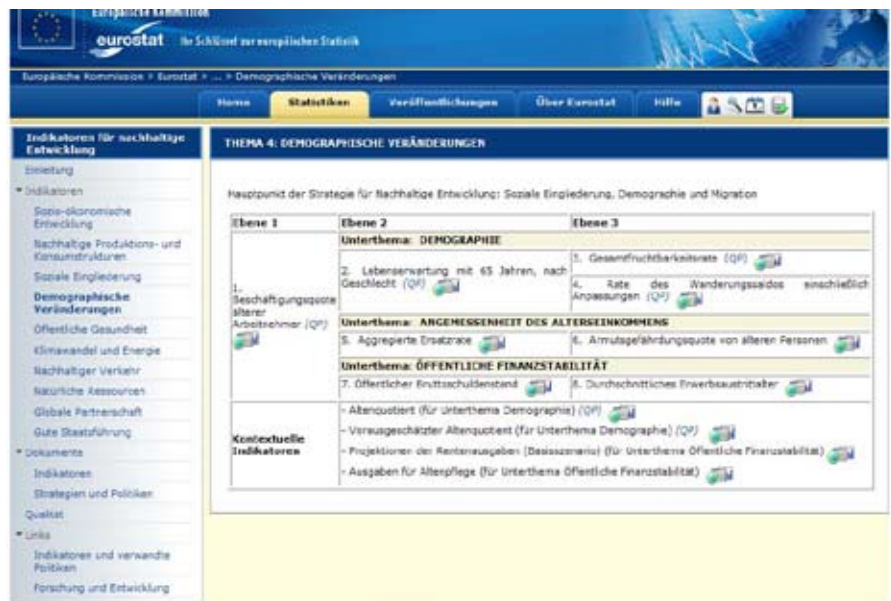 Europäische Kommission
eurostat Ihr Schlüssel zur europäischen Statistik
Europäische Kommission > Eurostat > ... > Demographische Veränderungen
Home Statistiken Veröffentlichungen Über Eurostat Hilfe
Indikatoren für nachhaltige
Entwicklung
Einleitung
Indikatoren
Sozio-ökonomische
Entwicklung
Nachhaltige Produktions- und
Konsumstrukturen
Soziale Eingliederung
Demographische
Veränderungen
Öffentliche Gesundheit
Klimawandel und Energie
Nachhaltiger Verkehr
Natürliche Ressourcen
Globale Partnerschaft
Gute Staatsführung
Dokumente
Indikatoren
Strategien und Politiken
Qualität
Links
Indikatoren und verwandte
Politiken
Forschung und Entwicklung
THEMA 4: DEMOGRAPHISCHE VERÄNDERUNGEN
Hauptpunkt der Strategie für Nachhaltige Entwicklung: Soziale Eingliederung, Demographie und Migration
Ebene 1 Ebene 2 Ebene 3
1.
Beschäftigungsquote
älterer
Arbeitnehmer (QP)
Unterthema: DEMOGRAPHIE
2. Lebenserwartung mit 65 Jahren, nach
Geschlecht (QP)
3. Gesamtfruchtbarkeitsrate (QP)
4. Rate des Wanderungssaldos einschließlich
Anpassungen (QP)
Unterthema: ANGEMESSENHEIT DES ALTERSEINKOMMENS
5. Aggregierte Ersatzrate 6. Armutsgefährdungsquote von älteren Personen
Unterthema: ÖFFENTLICHE FINANZSTABILITÄT
7. Öffentlicher Bruttoschuldenstand 8. Durchschnittliches Erwerbsaustrittalter
Kontextuelle
Indikatoren
- Altenquotient (für Unterthema Demographie) (QP)
- Vorausgeschätzter Altenquotient (für Unterthema Demographie) (QP)
- Projektionen der Rentenausgaben (Basisszenario) (für Unterthema Öffentliche Finanzstabilität)
- Ausgaben für Altenpflege (für Unterthema Öffentliche Finanzstabilität)